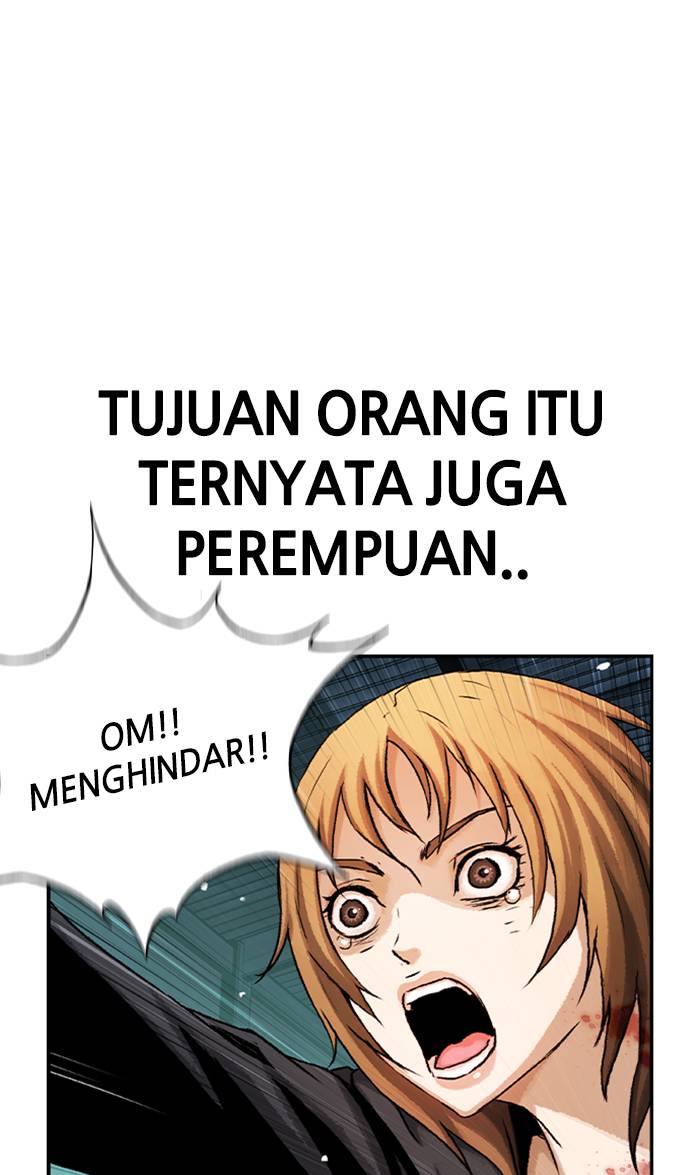 TUJUAN ORANG ITU
TERNYATA JUGA
PEREMPUAN..
OM!!
MENGHINDAR!!